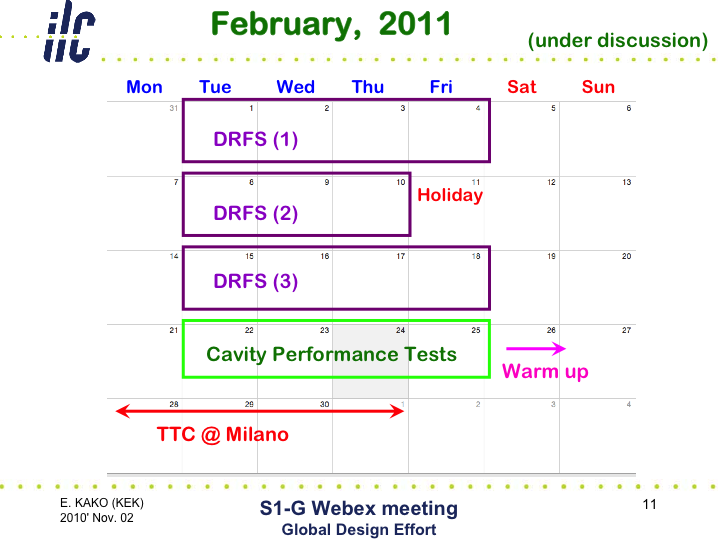 ilc
February, 2011
(under discussion)
Mon Tue Wed Thu Fri Sat Sun
31 1 2 3 4 5 6
DRFS (1)
7 8 9 10 11 12 13
Holiday
DRFS (2)
14 15 16 17 18 19 20
DRFS (3)
21 22 23 24 25 26 27
Cavity Performance Tests
Warm up
28 29 30 1 2 3 4
TTC @ Milano
E. KAKO (KEK)
2010' Nov. 02
S1-G Webex meeting
Global Design Effort
11